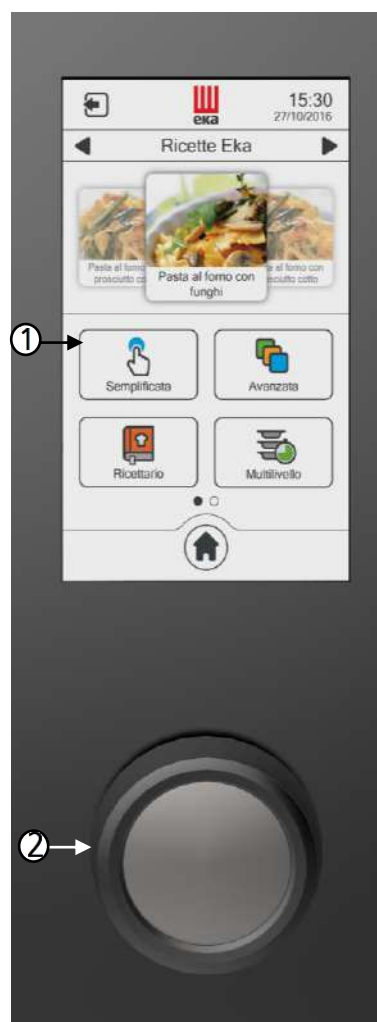 eka
15:30
27/10/2016
Ricette Eka
Pasta al forno con
funghi
1
Semplificata
Avanzata
Ricettario
Multilivello
2